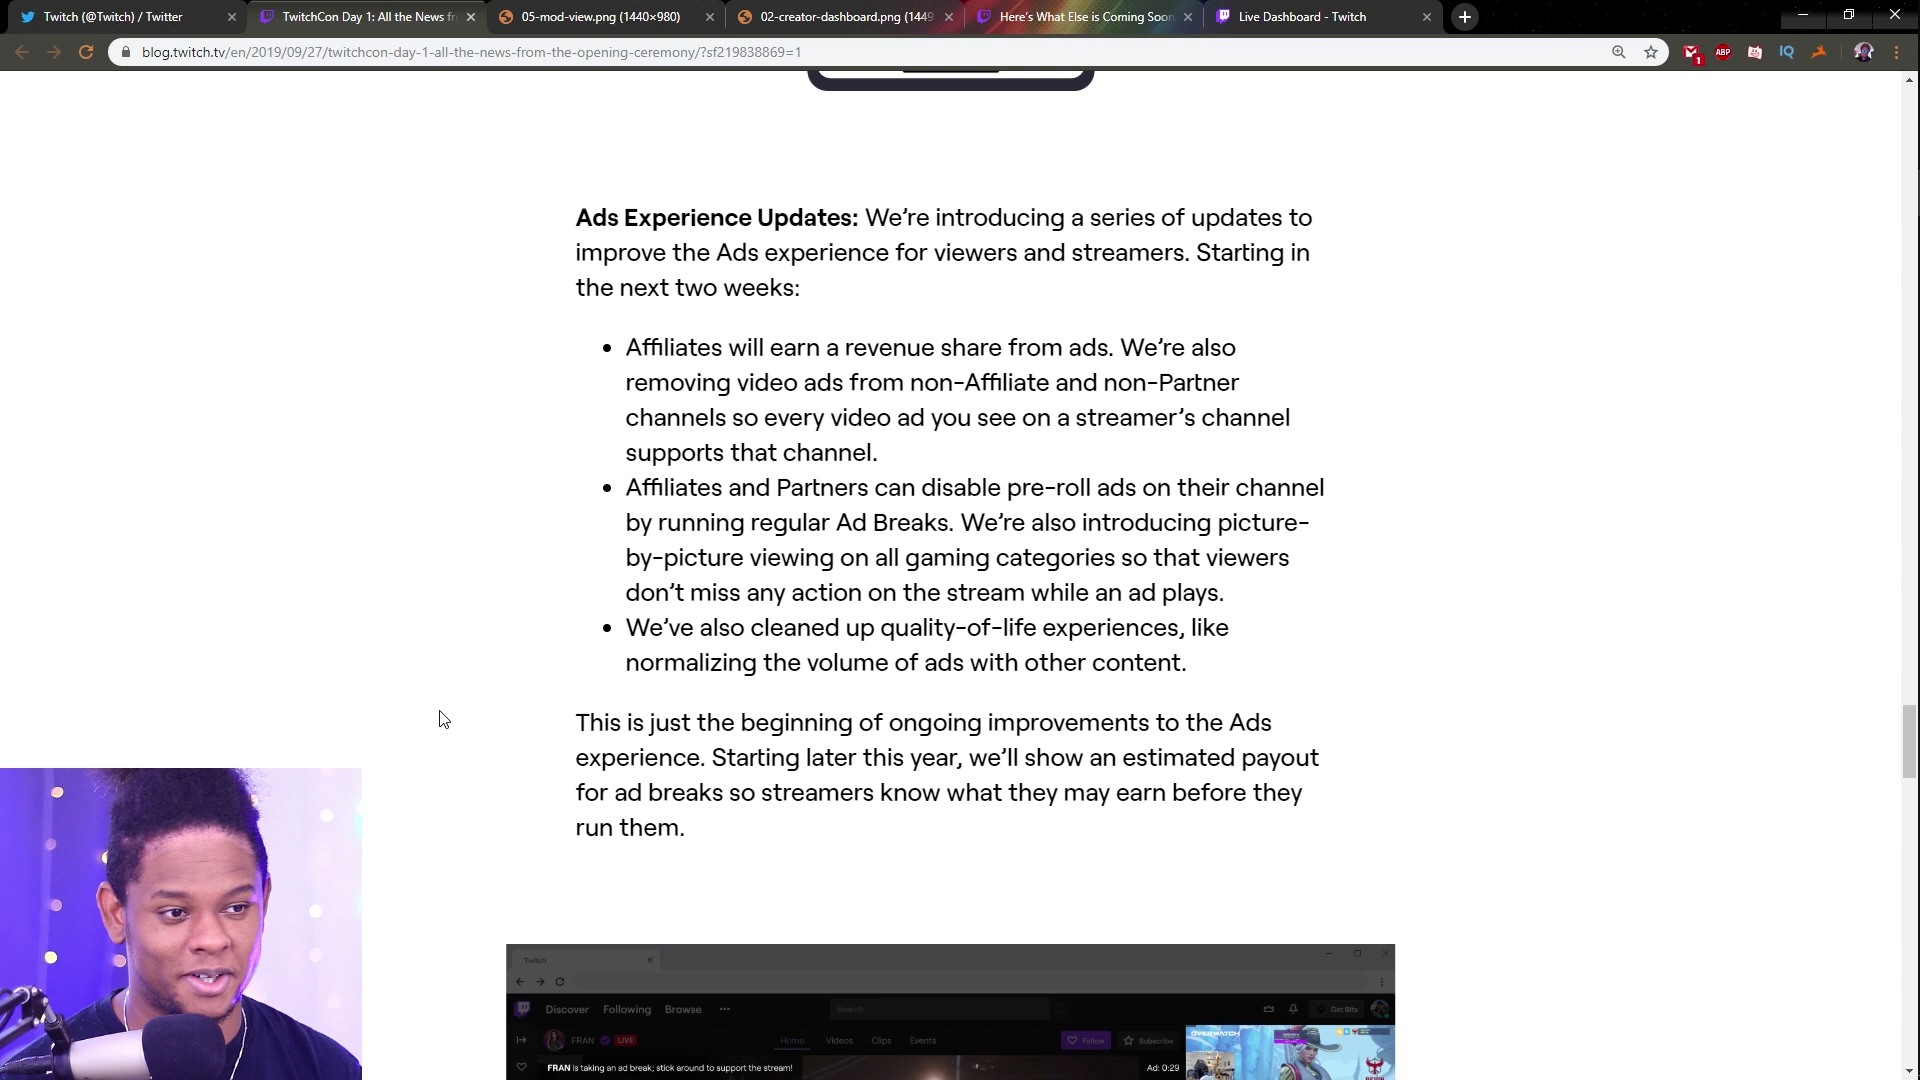 Twitch (@Twitch) / Twitter
TwitchCon Day 1: All the News fr
05-mod-view.png (1440×980)
02-creator-dashboard.png (1449
Here's What Else is Coming Soon
Live Dashboard - Twitch
blog.twitch.tv/en/2019/09/27/twitchcon-day-1-all-the-news-from-the-opening-ceremony/?sf219838869=1
1
ABP
IQ
Ads Experience Updates: We're introducing a series of updates to
improve the Ads experience for viewers and streamers. Starting in
the next two weeks:
• Affiliates will earn a revenue share from ads. We're also
removing video ads from non-Affiliate and non-Partner
channels so every video ad you see on a streamer's channel
supports that channel.
• Affiliates and Partners can disable pre-roll ads on their channel
by running regular Ad Breaks. We're also introducing picture-
by-picture viewing on all gaming categories so that viewers
don't miss any action on the stream while an ad plays.
• We've also cleaned up quality-of-life experiences, like
normalizing the volume of ads with other content.
This is just the beginning of ongoing improvements to the Ads
experience. Starting later this year, we'll show an estimated payout
for ad breaks so streamers know what they may earn before they
run them.
Twitch
Discover Following Browse ••• Search Get Bits
FRAN LIVE Home Videos Clips Events Follow Subscribe
OVERWATCH
FRAN is taking an ad break; stick around to support the stream! Ad: 0:29